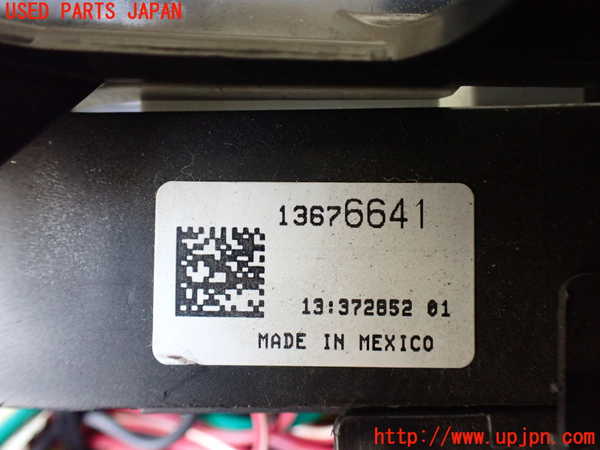 USED PARTS JAPAN
13676641
13:372852 01
MADE IN MEXICO
http://www.upjpn.com